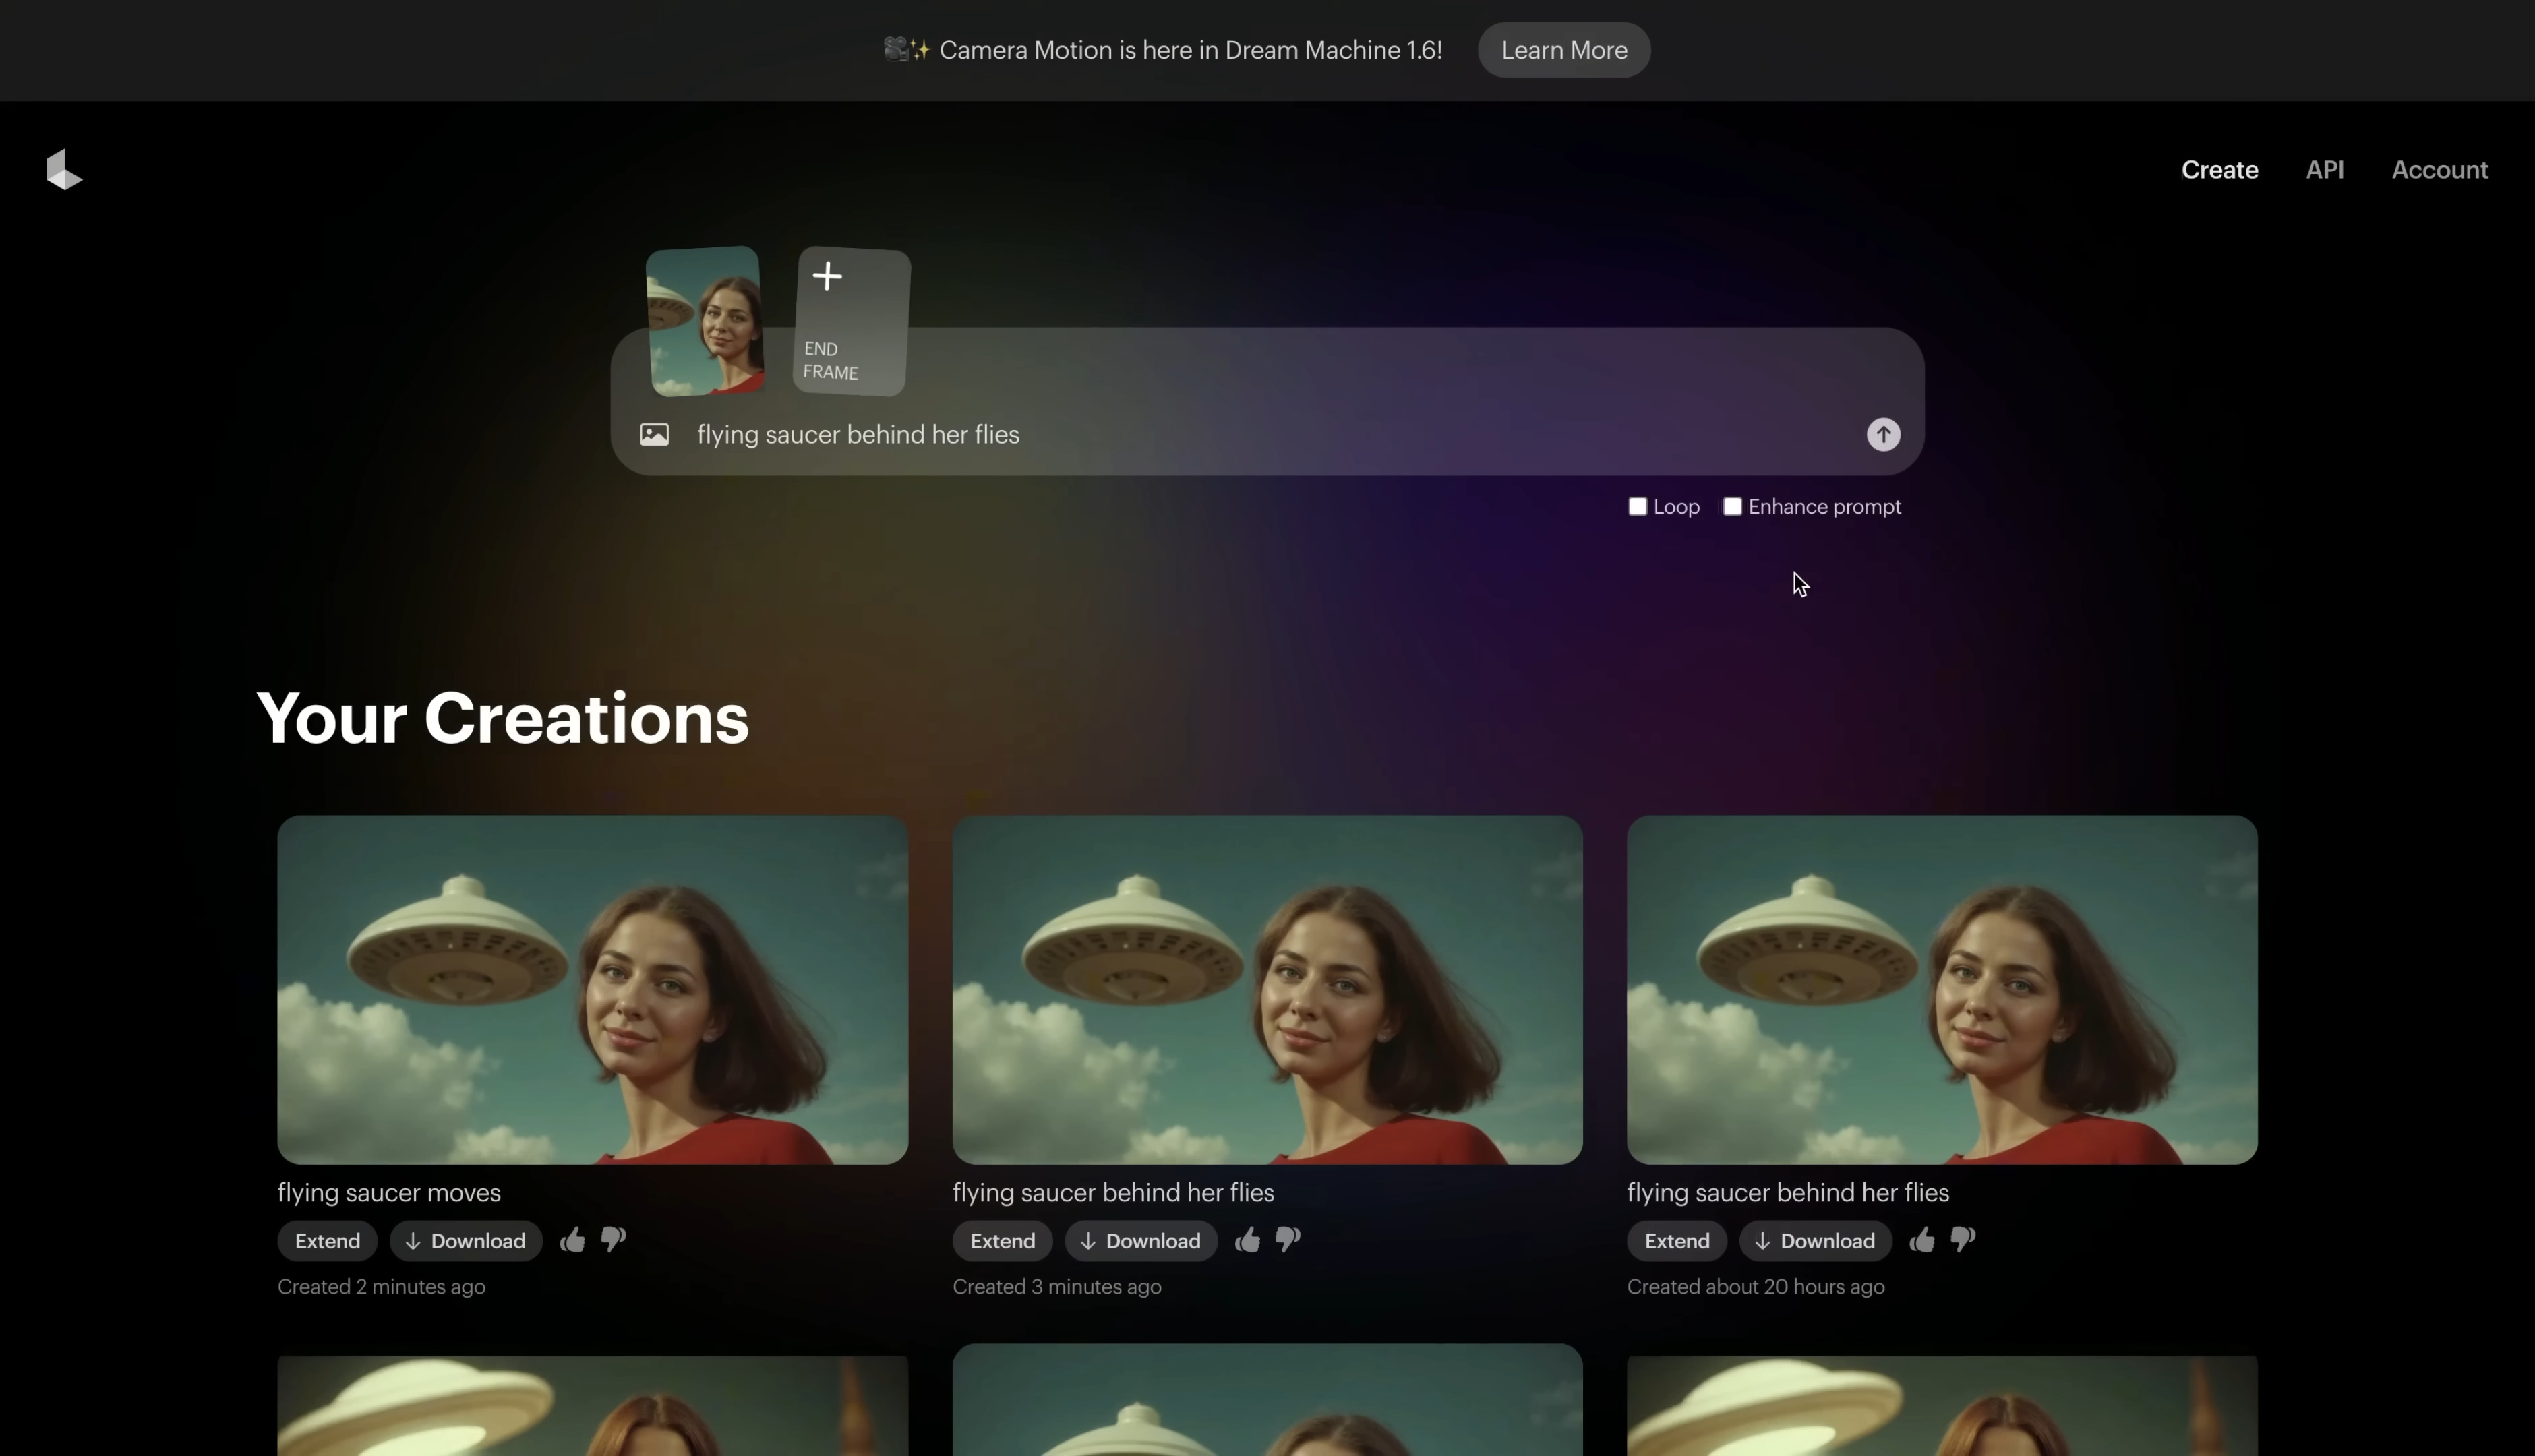 🎥✨ Camera Motion is here in Dream Machine 1.6! Learn More
Create API Account
END
FRAME
flying saucer behind her flies
Loop Enhance prompt
Your Creations
flying saucer moves
Extend Download
Created 2 minutes ago
flying saucer behind her flies
Extend Download
Created 3 minutes ago
flying saucer behind her flies
Extend Download
Created about 20 hours ago